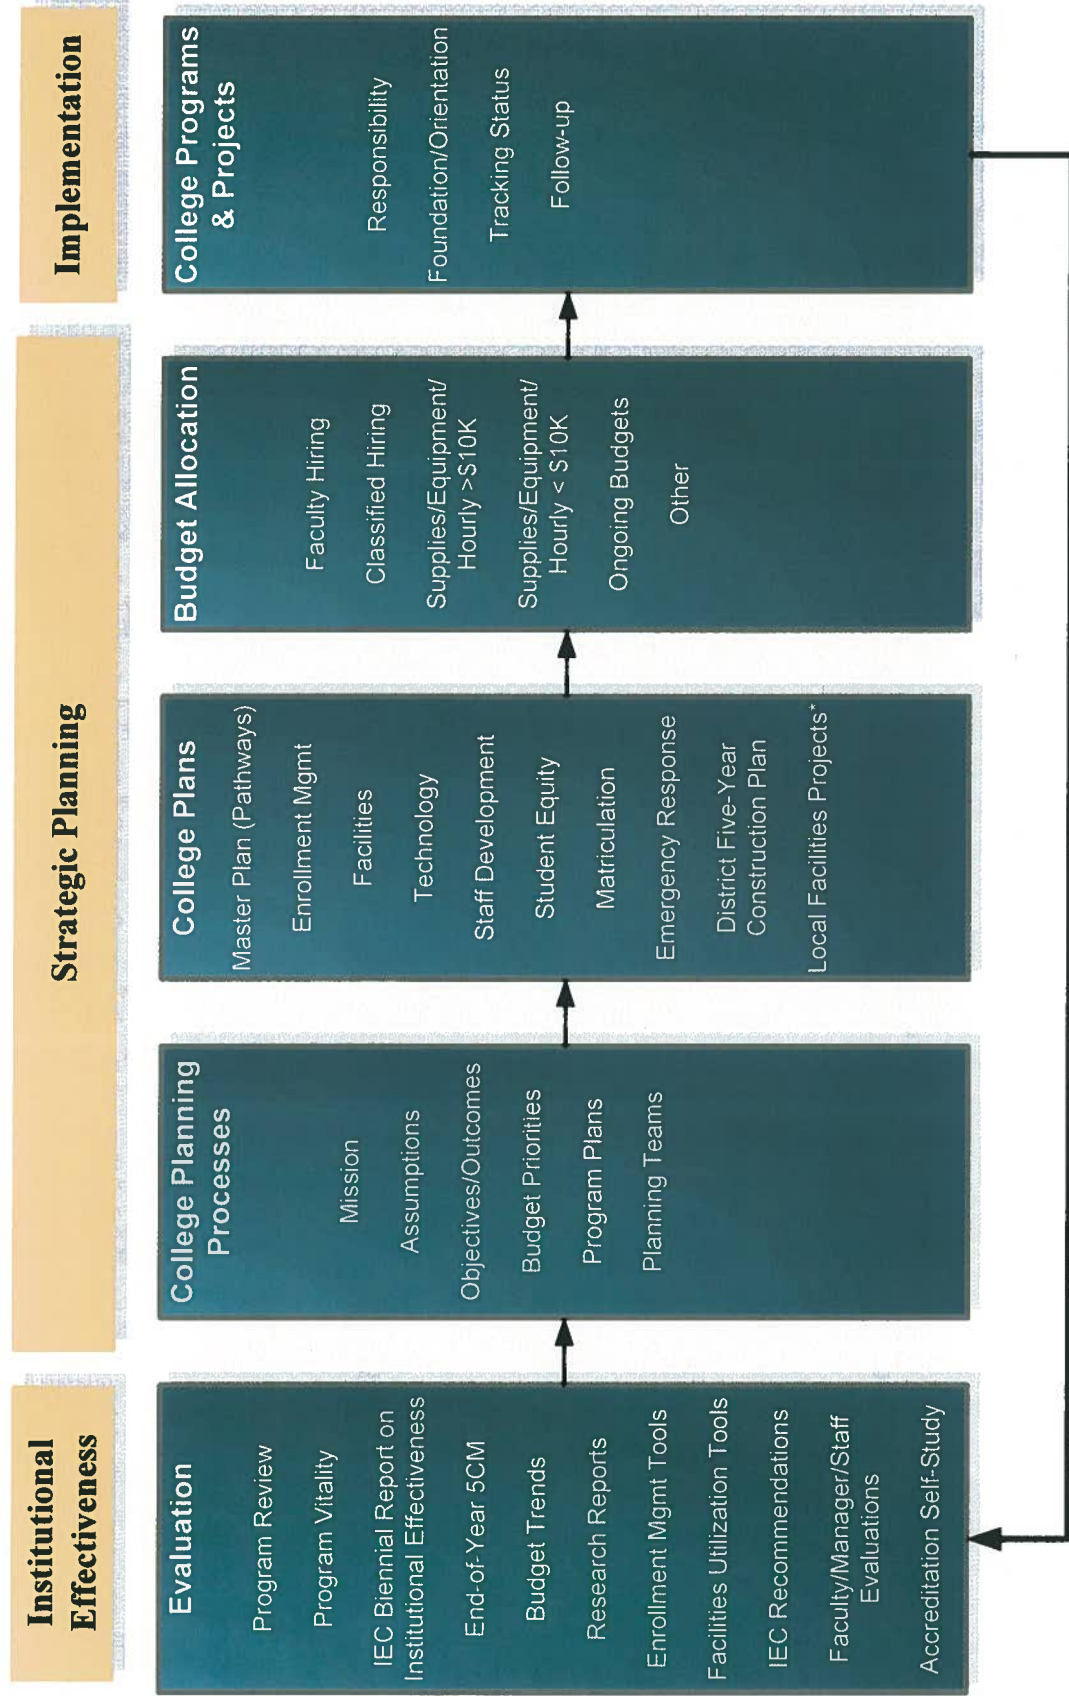 Institutional
Effectiveness
Strategic Planning
Implementation
Evaluation
Program Review
Program Vitality
IEC Biennial Report on
Institutional Effectiveness
End-of-Year 5CM
Budget Trends
Research Reports
Enrollment Mgmt Tools
Facilities Utilization Tools
IEC Recommendations
Faculty/Manager/Staff
Evaluations
Accreditation Self-Study
College Planning
Processes
Mission
Assumptions
Objectives/Outcomes
Budget Priorities
Program Plans
Planning Teams
College Plans
Master Plan (Pathways)
Enrollment Mgmt
Facilities
Technology
Staff Development
Student Equity
Matriculation
Emergency Response
District Five-Year
Construction Plan
Local Facilities Projects*
Budget Allocation
Faculty Hiring
Classified Hiring
Supplies/Equipment/
Hourly >$10K
Supplies/Equipment/
Hourly < $10K
Ongoing Budgets
Other
College Programs
& Projects
Responsibility
Foundation/Orientation
Tracking Status
Follow-up